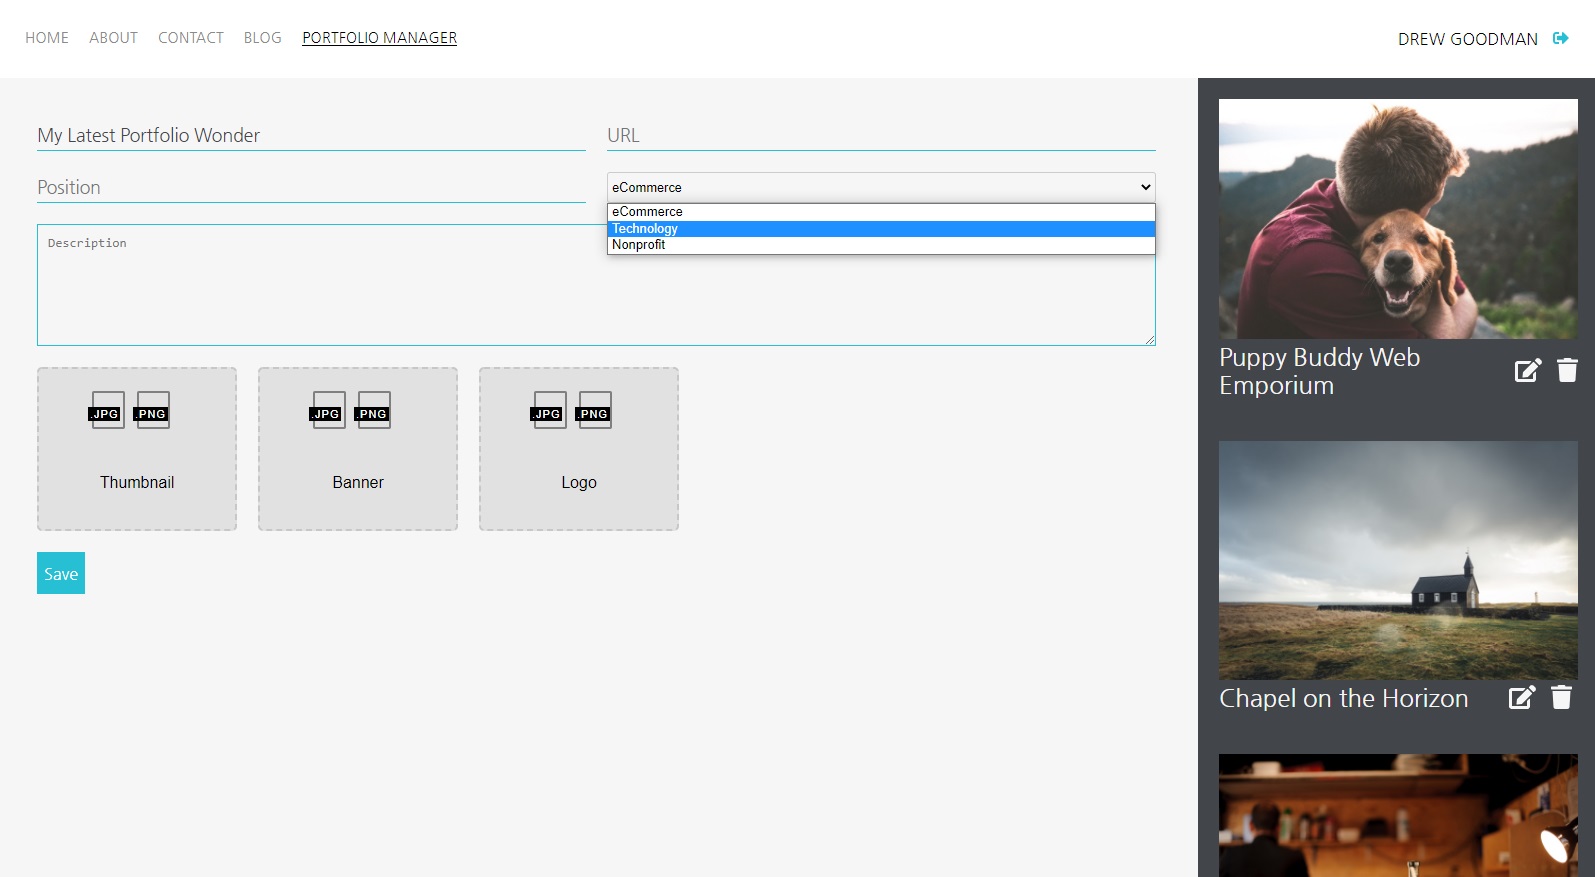 HOME ABOUT CONTACT BLOG PORTFOLIO MANAGER DREW GOODMAN
My Latest Portfolio Wonder URL
Position eCommerce
eCommerce
Technology
Nonprofit
Description
.JPG .PNG .JPG .PNG .JPG .PNG
Thumbnail Banner Logo
Save
Puppy Buddy Web
Emporium
Chapel on the Horizon